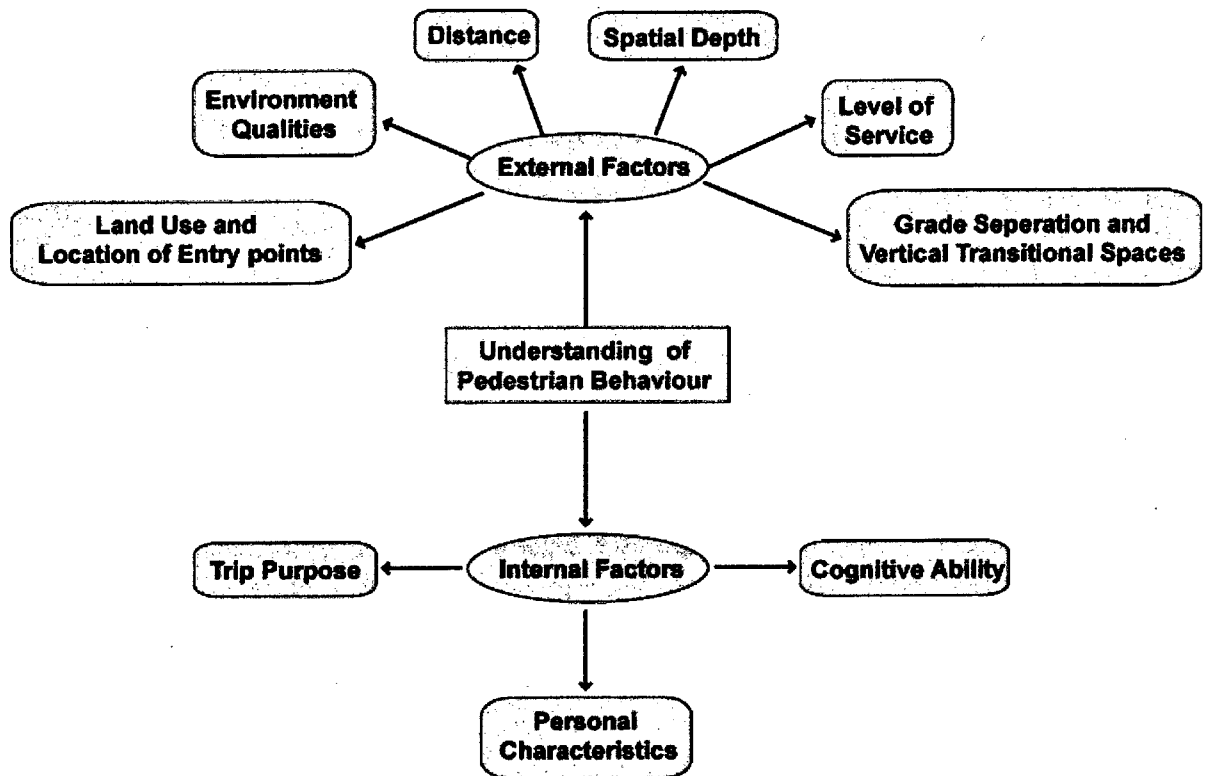 Distance
Spatial Depth
Environment
Qualities
Level of
Service
External Factors
Land Use and
Location of Entry points
Grade Seperation and
Vertical Transitional Spaces
Understanding of
Pedestrian Behaviour
Trip Purpose
Internal Factors
Cognitive Ability
Personal
Characteristics